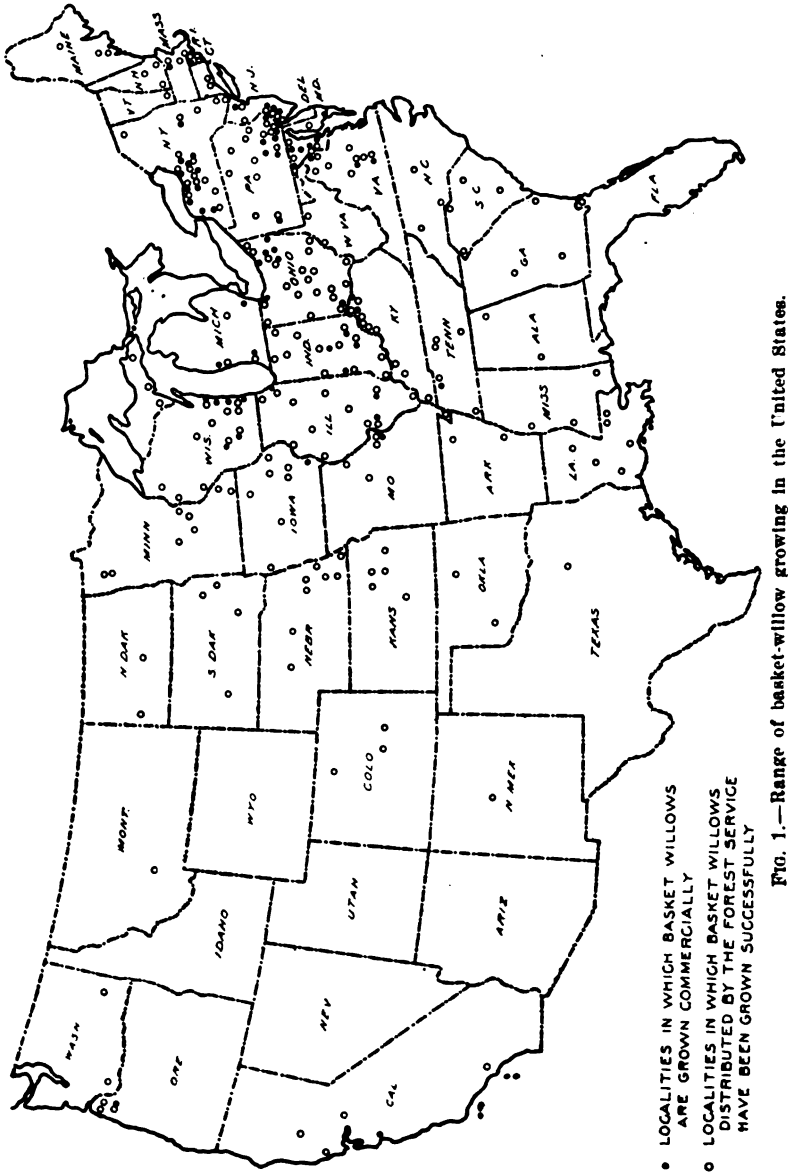 WASH
ORE
CAL
NEV
IDAHO
MONT.
WYO
UTAH
ARIZ
COLO
N MEX
N DAK
S DAK
NEBR
KANS
OKLA
TEXAS
MINN
IOWA
MO
ARK
LA.
WIS.
ILL
MICH
IND.
OHIO
KY
TENN
MISS
ALA
GA
FLA
S C
N C
VA
W VA
PA
N Y
N.J.
DEL
MD.
VT
N H
MAINE
MASS
R.I.
CT
• LOCALITIES IN WHICH BASKET WILLOWS
ARE GROWN COMMERCIALLY
○ LOCALITIES IN WHICH BASKET WILLOWS
DISTRIBUTED BY THE FOREST SERVICE
HAVE BEEN GROWN SUCCESSFULLY
FIG. 1.—Range of basket-willow growing in the United States.